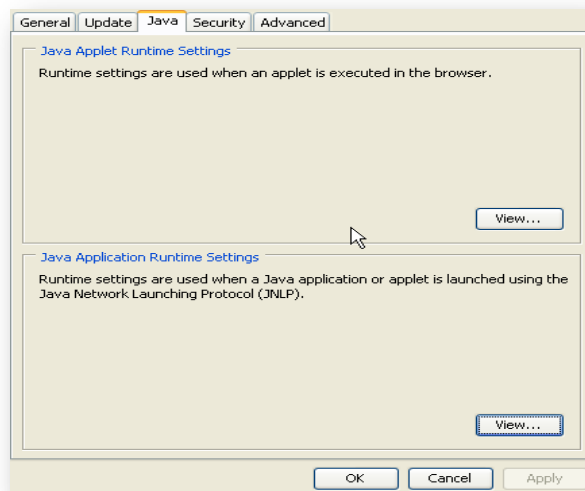 General Update Java Security Advanced
Java Applet Runtime Settings
Runtime settings are used when an applet is executed in the browser.
View...
Java Application Runtime Settings
Runtime settings are used when a Java application or applet is launched using the
Java Network Launching Protocol (JNLP).
View...
OK Cancel Apply